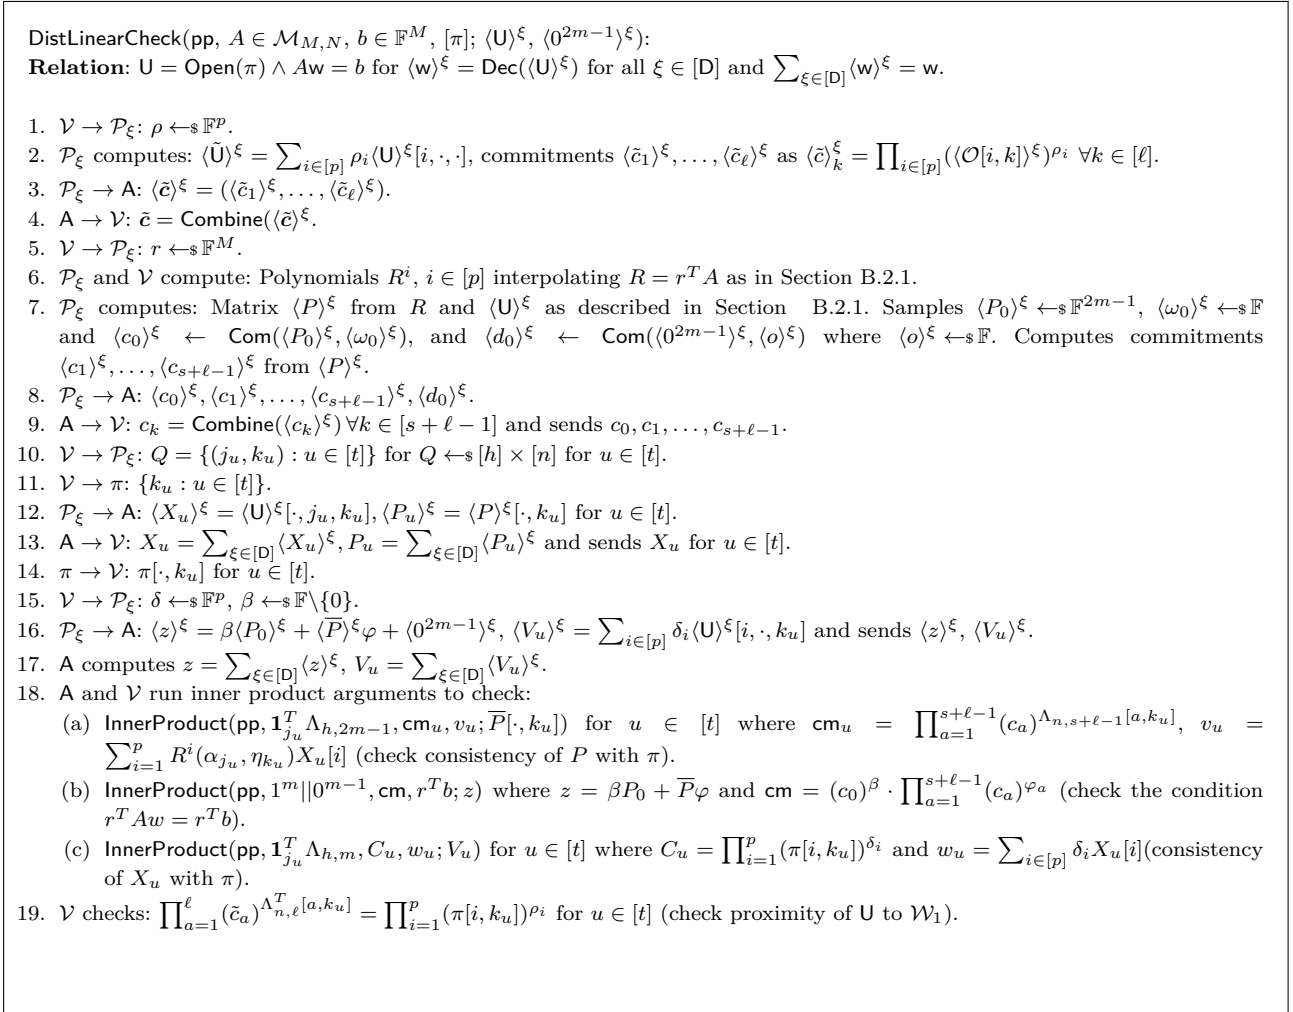 DistLinearCheck(pp, A ∈ ℳ_{M,N}, b ∈ 𝔽^M, [π]; ⟨U⟩^ξ, ⟨0^{2m−1}⟩^ξ):
Relation: U = Open(π) ∧ Aw = b for ⟨w⟩^ξ = Dec(⟨U⟩^ξ) for all ξ ∈ [D] and ∑_{ξ∈[D]}⟨w⟩^ξ = w.
1. 𝒱 → 𝒫_ξ: ρ ←$ 𝔽^p.
2. 𝒫_ξ computes: ⟨Ũ⟩^ξ = ∑_{i∈[p]} ρ_i⟨U⟩^ξ[i, ·, ·], commitments ⟨c̃_1⟩^ξ, . . . , ⟨c̃_ℓ⟩^ξ as ⟨c̃⟩^ξ_k = ∏_{i∈[p]}(⟨𝒪[i, k]⟩^ξ)^{ρ_i} ∀k ∈ [ℓ].
3. 𝒫_ξ → A: ⟨c̃⟩^ξ = (⟨c̃_1⟩^ξ, . . . , ⟨c̃_ℓ⟩^ξ).
4. A → 𝒱: c̃ = Combine(⟨c̃⟩^ξ.
5. 𝒱 → 𝒫_ξ: r ←$ 𝔽^M.
6. 𝒫_ξ and 𝒱 compute: Polynomials R^i, i ∈ [p] interpolating R = r^T A as in Section B.2.1.
7. 𝒫_ξ computes: Matrix ⟨P⟩^ξ from R and ⟨U⟩^ξ as described in Section B.2.1. Samples ⟨P_0⟩^ξ ←$ 𝔽^{2m−1}, ⟨ω_0⟩^ξ ←$ 𝔽
and ⟨c_0⟩^ξ ← Com(⟨P_0⟩^ξ, ⟨ω_0⟩^ξ), and ⟨d_0⟩^ξ ← Com(⟨0^{2m−1}⟩^ξ, ⟨o⟩^ξ) where ⟨o⟩^ξ ←$ 𝔽. Computes commitments
⟨c_1⟩^ξ, . . . , ⟨c_{s+ℓ−1}⟩^ξ from ⟨P⟩^ξ.
8. 𝒫_ξ → A: ⟨c_0⟩^ξ, ⟨c_1⟩^ξ, . . . , ⟨c_{s+ℓ−1}⟩^ξ, ⟨d_0⟩^ξ.
9. A → 𝒱: c_k = Combine(⟨c_k⟩^ξ) ∀k ∈ [s + ℓ − 1] and sends c_0, c_1, . . . , c_{s+ℓ−1}.
10. 𝒱 → 𝒫_ξ: Q = {(j_u, k_u) : u ∈ [t]} for Q ←$ [h] × [n] for u ∈ [t].
11. 𝒱 → π: {k_u : u ∈ [t]}.
12. 𝒫_ξ → A: ⟨X_u⟩^ξ = ⟨U⟩^ξ[·, j_u, k_u], ⟨P_u⟩^ξ = ⟨P⟩^ξ[·, k_u] for u ∈ [t].
13. A → 𝒱: X_u = ∑_{ξ∈[D]}⟨X_u⟩^ξ, P_u = ∑_{ξ∈[D]}⟨P_u⟩^ξ and sends X_u for u ∈ [t].
14. π → 𝒱: π[·, k_u] for u ∈ [t].
15. 𝒱 → 𝒫_ξ: δ ←$ 𝔽^p, β ←$ 𝔽\{0}.
16. 𝒫_ξ → A: ⟨z⟩^ξ = β⟨P_0⟩^ξ + ⟨P̅⟩^ξφ + ⟨0^{2m−1}⟩^ξ, ⟨V_u⟩^ξ = ∑_{i∈[p]} δ_i⟨U⟩^ξ[i, ·, k_u] and sends ⟨z⟩^ξ, ⟨V_u⟩^ξ.
17. A computes z = ∑_{ξ∈[D]}⟨z⟩^ξ, V_u = ∑_{ξ∈[D]}⟨V_u⟩^ξ.
18. A and 𝒱 run inner product arguments to check:
(a) InnerProduct(pp, 𝟏^T_{j_u}Λ_{h,2m−1}, cm_u, v_u; P̅[·, k_u]) for u ∈ [t] where cm_u = ∏^{s+ℓ−1}_{a=1}(c_a)^{Λ_{n,s+ℓ−1}[a,k_u]}, v_u =
∑^p_{i=1} R^i(α_{j_u}, η_{k_u})X_u[i] (check consistency of P with π).
(b) InnerProduct(pp, 1^m||0^{m−1}, cm, r^T b; z) where z = βP_0 + P̅φ and cm = (c_0)^β · ∏^{s+ℓ−1}_{a=1}(c_a)^{φ_a} (check the condition
r^T Aw = r^T b).
(c) InnerProduct(pp, 𝟏^T_{j_u}Λ_{h,m}, C_u, w_u; V_u) for u ∈ [t] where C_u = ∏^p_{i=1}(π[i, k_u])^{δ_i} and w_u = ∑_{i∈[p]} δ_iX_u[i](consistency
of X_u with π).
19. 𝒱 checks: ∏^ℓ_{a=1}(c̃_a)^{Λ^T_{n,ℓ}[a,k_u]} = ∏^p_{i=1}(π[i, k_u])^{ρ_i} for u ∈ [t] (check proximity of U to 𝒲_1).